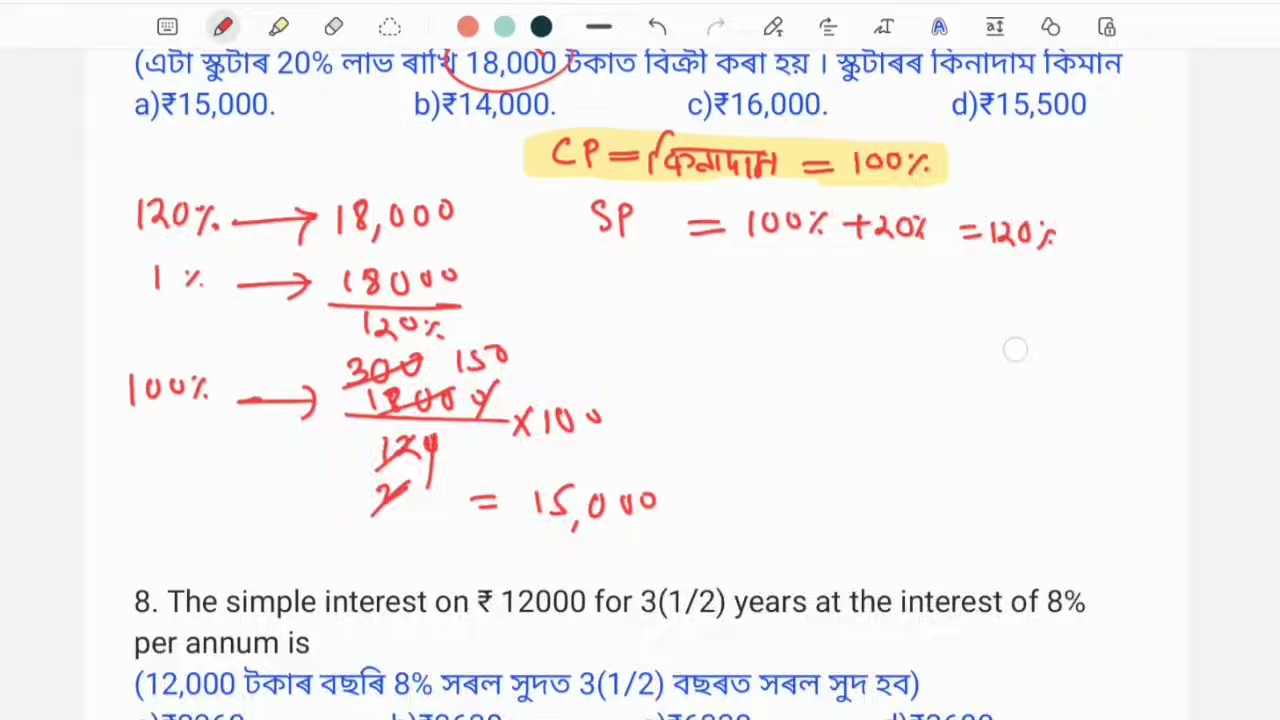 (এটা স্কুটাৰ 20% লাভ ৰাখি 18,000 টকাত বিক্ৰী কৰা হয় । স্কুটাৰৰ কিনাদাম কিমান
a)₹15,000. b)₹14,000. c)₹16,000. d)₹15,500
CP = কিনাদাম = 100%
120% → 18,000 SP = 100% + 20% = 120%
1% → 18000
120%
300 150
100% → 18000 × 100
120
2 = 15,000
8. The simple interest on ₹ 12000 for 3(1/2) years at the interest of 8%
per annum is
(12,000 টকাৰ বছৰি 8% সৰল সুদত 3(1/2) বছৰত সৰল সুদ হব)